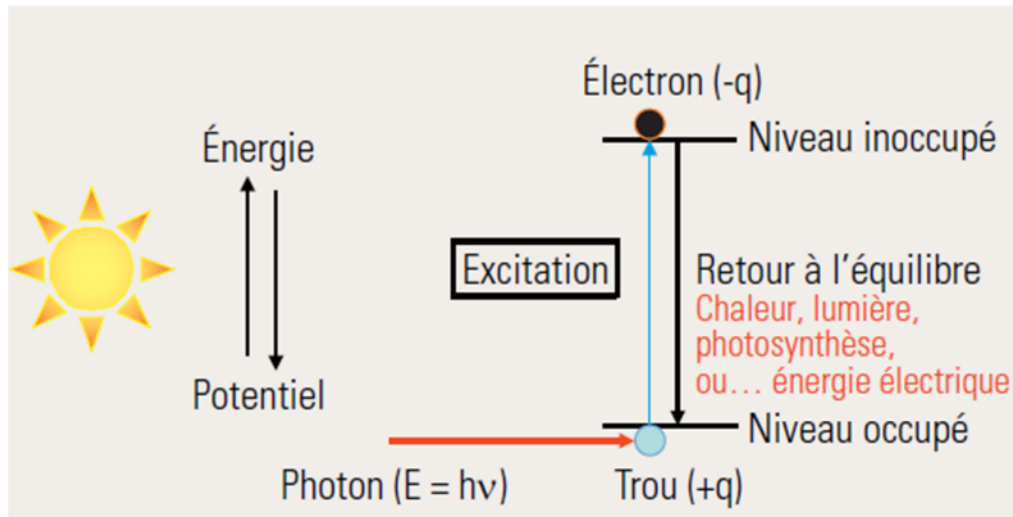 Électron (-q)
Niveau inoccupé
Énergie
Excitation
Retour à l'équilibre
Chaleur, lumière,
photosynthèse,
ou... énergie électrique
Potentiel
Niveau occupé
Photon (E = hν)
Trou (+q)